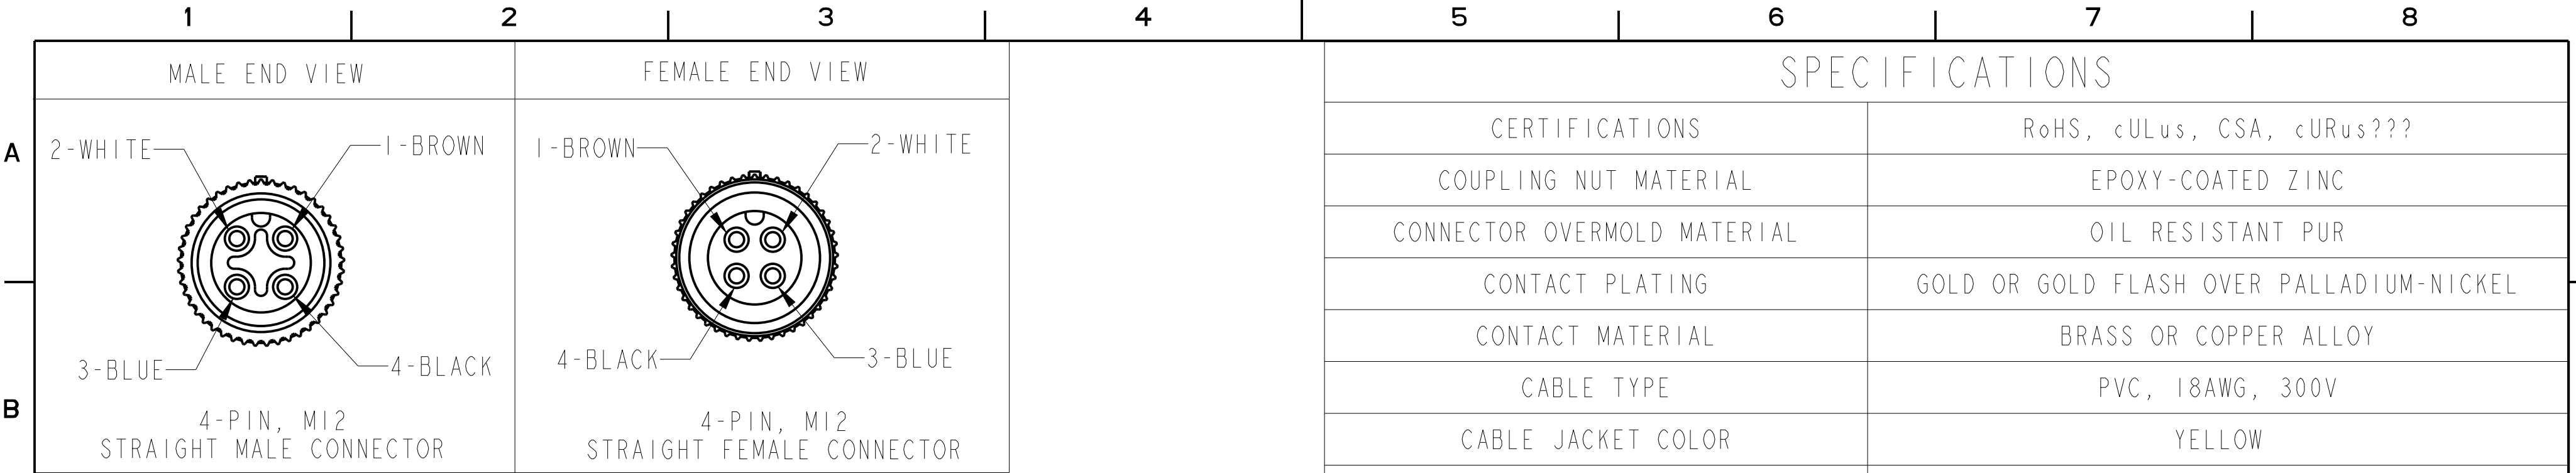 1 2 3 4 5 6 7 8
MALE END VIEW
FEMALE END VIEW
SPECIFICATIONS
A
B
2-WHITE
1-BROWN
3-BLUE
4-BLACK
4-PIN, M12
STRAIGHT MALE CONNECTOR
1-BROWN
2-WHITE
4-BLACK
3-BLUE
4-PIN, M12
STRAIGHT FEMALE CONNECTOR
CERTIFICATIONS RoHS, cULus, CSA, cURus???
COUPLING NUT MATERIAL EPOXY-COATED ZINC
CONNECTOR OVERMOLD MATERIAL OIL RESISTANT PUR
CONTACT PLATING GOLD OR GOLD FLASH OVER PALLADIUM-NICKEL
CONTACT MATERIAL BRASS OR COPPER ALLOY
CABLE TYPE PVC, 18AWG, 300V
CABLE JACKET COLOR YELLOW